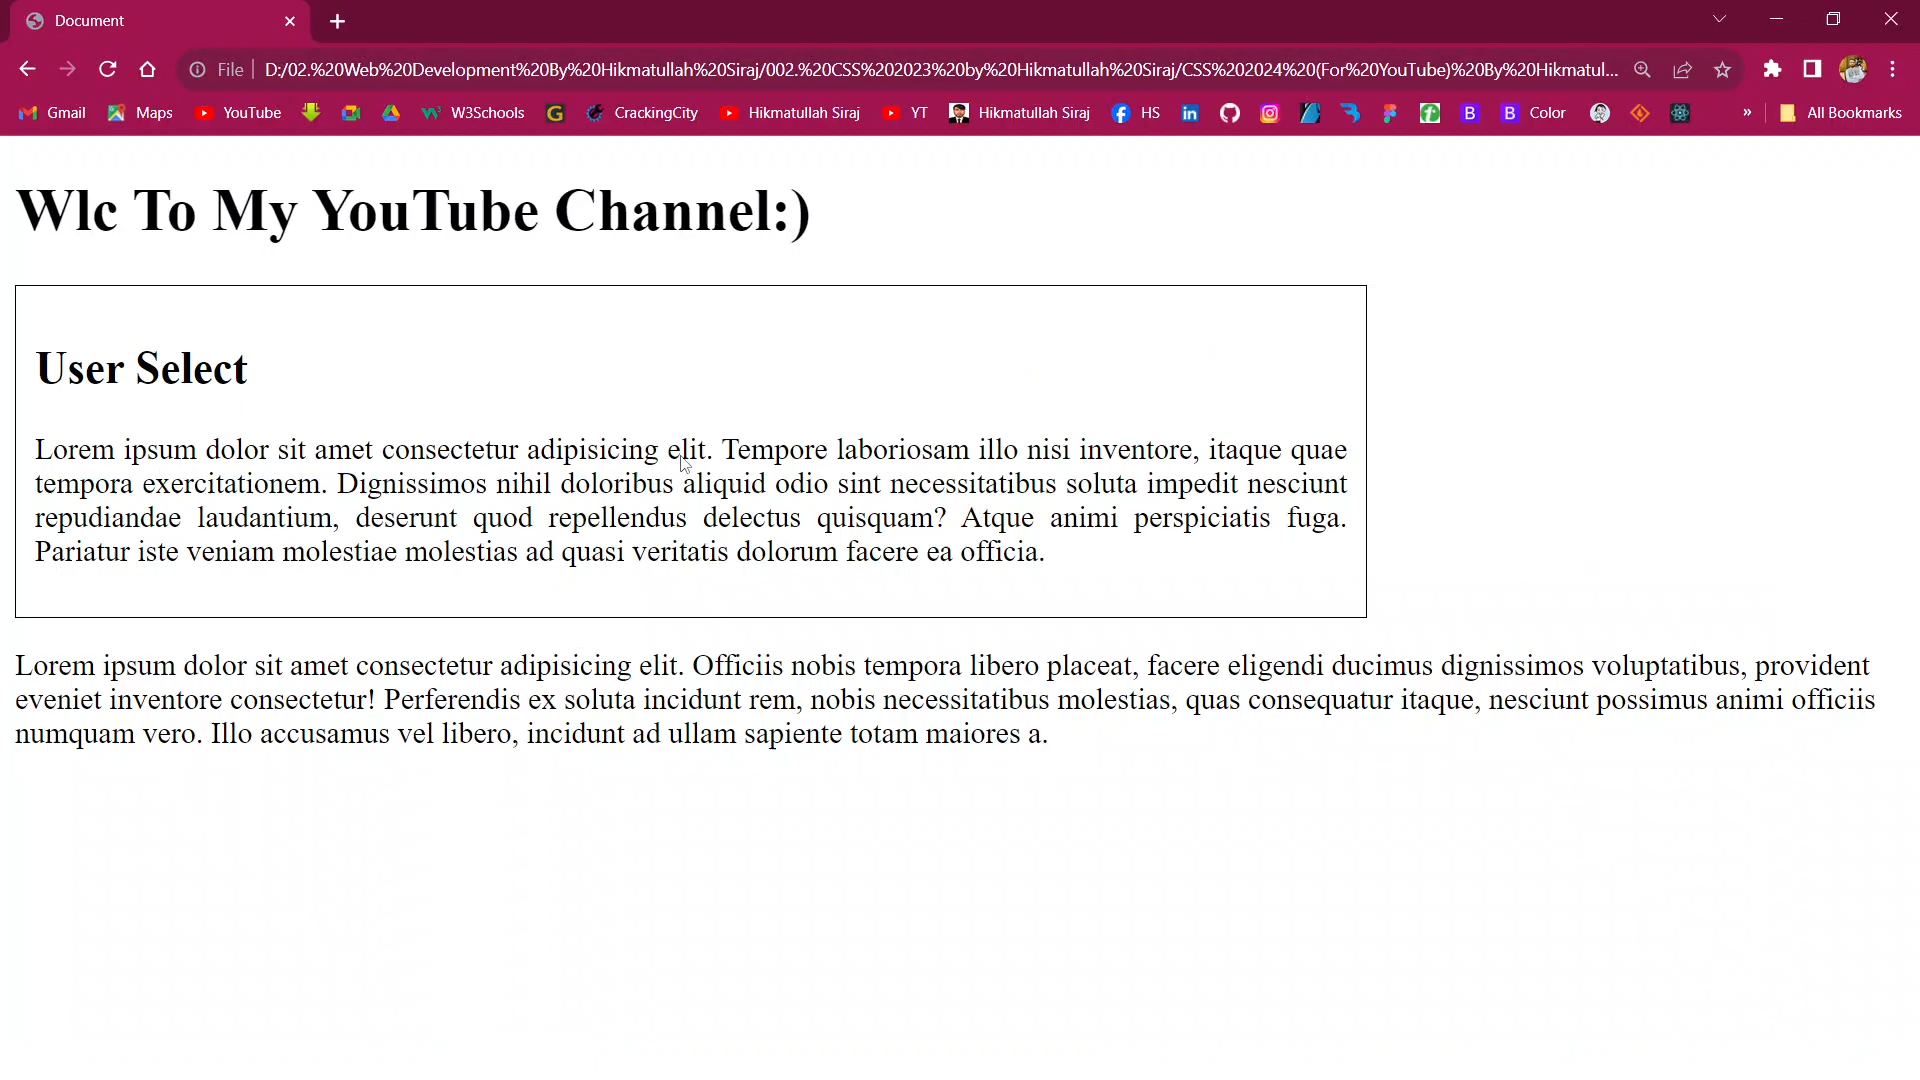 Document
File D:/02.%20Web%20Development%20By%20Hikmatullah%20Siraj/002.%20CSS%202023%20by%20Hikmatullah%20Siraj/CSS%202024%20(For%20YouTube)%20By%20Hikmatul...
Gmail Maps YouTube W3Schools G CrackingCity Hikmatullah Siraj YT Hikmatullah Siraj HS B B Color » All Bookmarks
Wlc To My YouTube Channel:)
User Select
Lorem ipsum dolor sit amet consectetur adipisicing elit. Tempore laboriosam illo nisi inventore, itaque quae
tempora exercitationem. Dignissimos nihil doloribus aliquid odio sint necessitatibus soluta impedit nesciunt
repudiandae laudantium, deserunt quod repellendus delectus quisquam? Atque animi perspiciatis fuga.
Pariatur iste veniam molestiae molestias ad quasi veritatis dolorum facere ea officia.
Lorem ipsum dolor sit amet consectetur adipisicing elit. Officiis nobis tempora libero placeat, facere eligendi ducimus dignissimos voluptatibus, provident
eveniet inventore consectetur! Perferendis ex soluta incidunt rem, nobis necessitatibus molestias, quas consequatur itaque, nesciunt possimus animi officiis
numquam vero. Illo accusamus vel libero, incidunt ad ullam sapiente totam maiores a.